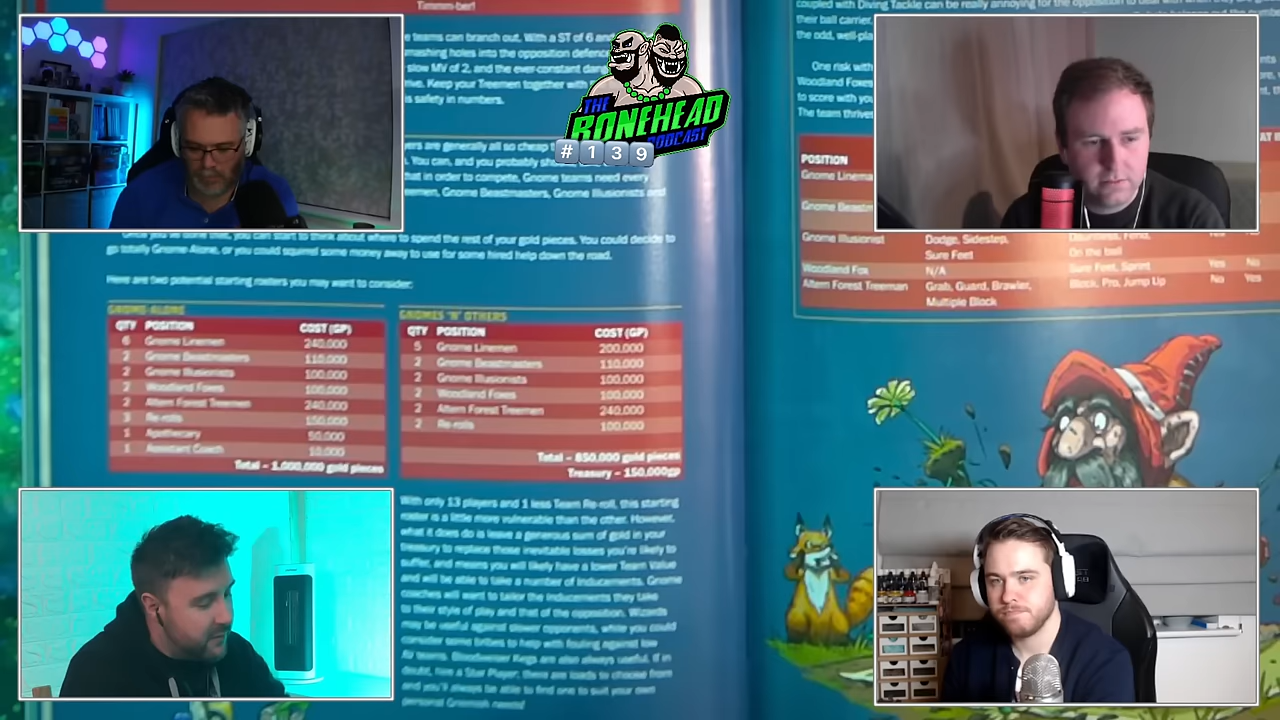 Timmm-ber!
e teams can branch out. With a ST of 6 and
mashing holes into the opposition defence
slow MV of 2, and the ever-constant
Keep your Treemen together with
safety in numbers.
THE
BONEHEAD
PODCAST
#139
ers are generally all so cheap
You can, and you probably
that in order to compete. Gnome teams need every
Gnome Beastmasters, Gnome Illusionists and
Once you've done that, you can start to think about where to spend the rest of your gold pieces. You could decide to
go totally Gnome Alone, or you could squirrel some money away to use for some hired help down the road.
Here are two potential starting rosters you may want to consider:
GNOME ALONE
QTY POSITION COST (GP)
6 Gnome Linemen 240,000
2 Gnome Beastmasters 110,000
2 Gnome Illusionists 100,000
2 Woodland Foxes 100,000
2 Altern Forest Treemen 240,000
3 Re-rolls 150,000
1 Apothecary 50,000
1 Assistant Coach 10,000
Total – 1,000,000 gold pieces
GNOMES 'N' OTHERS
QTY POSITION COST (GP)
5 Gnome Linemen 200,000
2 Gnome Beastmasters 110,000
2 Gnome Illusionists 100,000
2 Woodland Foxes 100,000
2 Altern Forest Treemen 240,000
2 Re-rolls 100,000
Total – 850,000 gold pieces
Treasury – 150,000gp
With only 13 players and 1 less Team Re-roll, this starting
roster is a little more vulnerable than the other. However,
what it does do is leave a generous sum of gold in your
treasury to replace those inevitable losses you're likely to
suffer, and means you will likely have a lower Team Value
and will be able to take a number of Inducements. Gnome
coaches will want to tailor the Inducements they take
to their style of play and that of the opposition. Wizards
may be useful against slower opponents, while you could
consider some bribes to help with fouling against low
AV teams. Bloodweiser Kegs are also always useful. If in
doubt, hire a Star Player, there are loads to choose from
and you'll always be able to find one to suit your own
personal Gnomish needs!
coupled with Diving Tackle can be really annoying for the opposition to deal with
their ball carrier.
the odd, well-pla
One risk with
Woodland Foxes
to score with you
The team thrives
POSITION
Gnome Linema
Gnome Beastm
Gnome Illusionist Dodge, Sidestep, Dauntless, Fend, Yes No
Sure Feet On the ball
Woodland Fox N/A Sure Feet, Sprint Yes No
Altern Forest Treeman Grab, Guard, Brawler, Block, Pro, Jump Up No Yes
Multiple Block